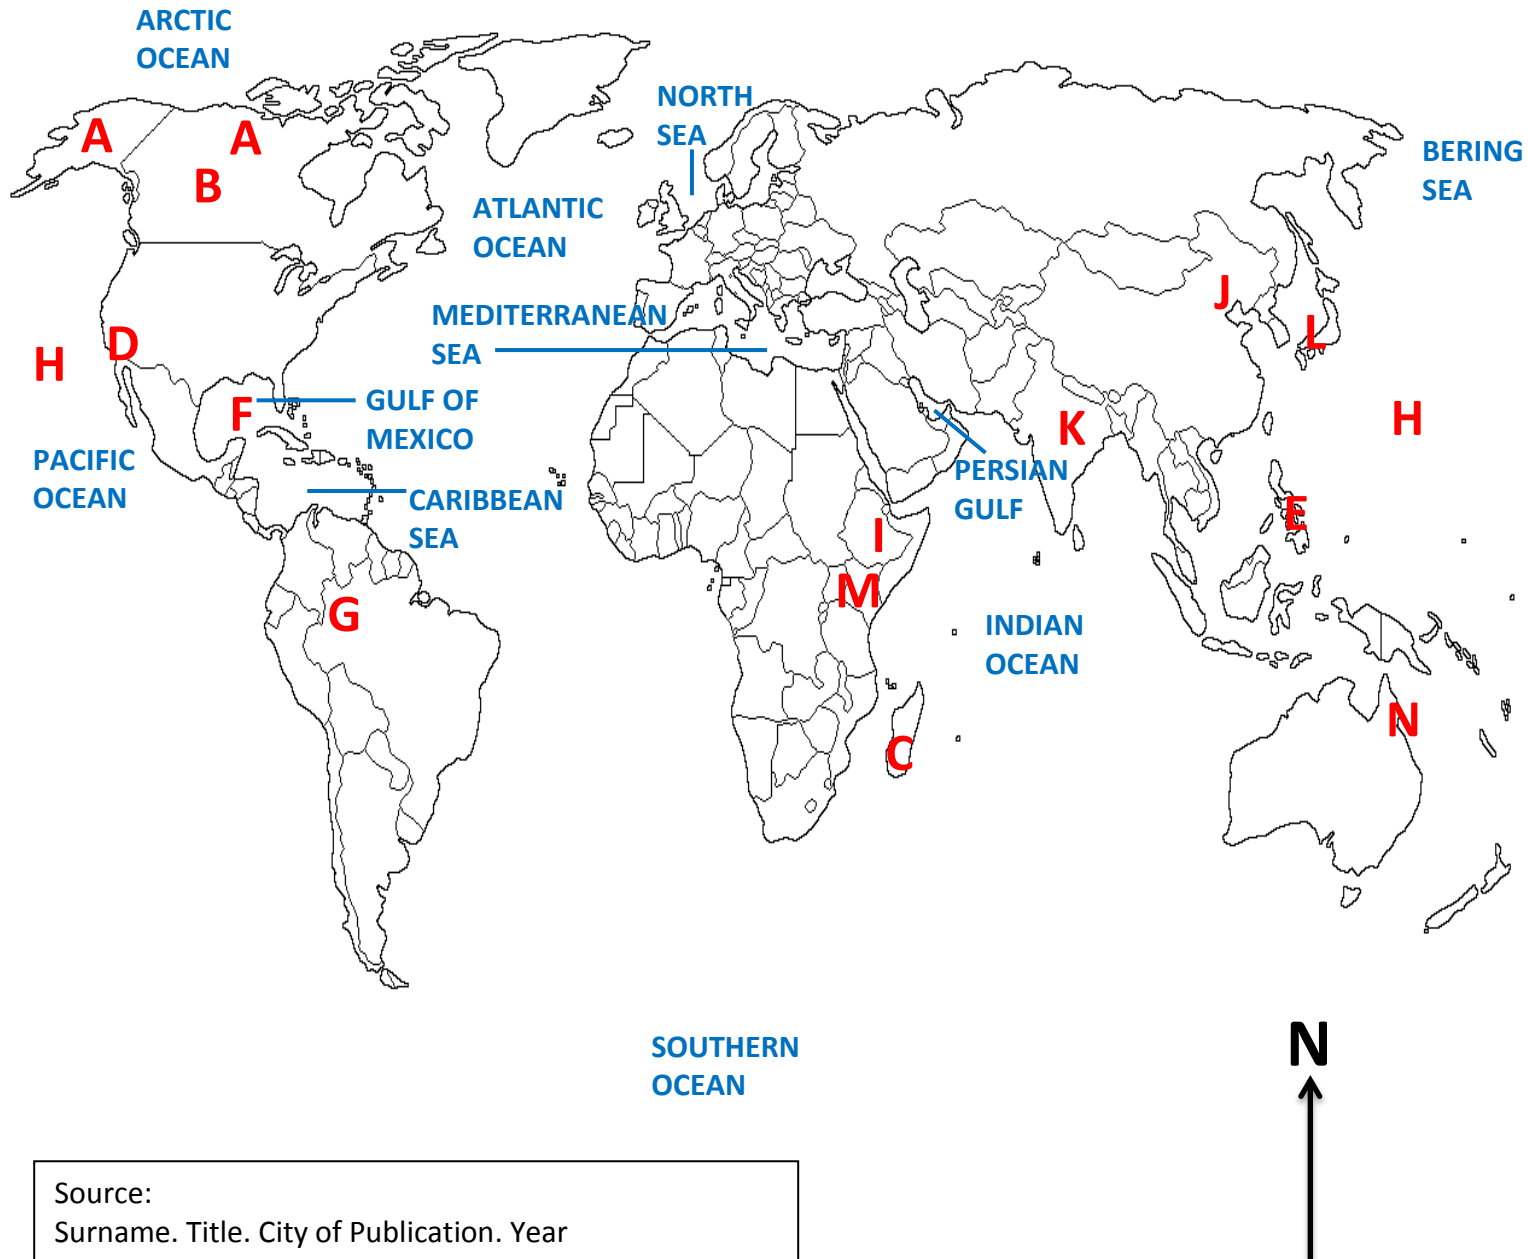 ARCTIC
OCEAN
NORTH
SEA
A
A
B
BERING
SEA
ATLANTIC
OCEAN
J
MEDITERRANEAN
SEA
D
L
H
F
GULF OF
MEXICO
K
H
PACIFIC
OCEAN
PERSIAN
GULF
CARIBBEAN
SEA
E
I
M
G
INDIAN
OCEAN
N
C
SOUTHERN
OCEAN
N
Source:
Surname. Title. City of Publication. Year